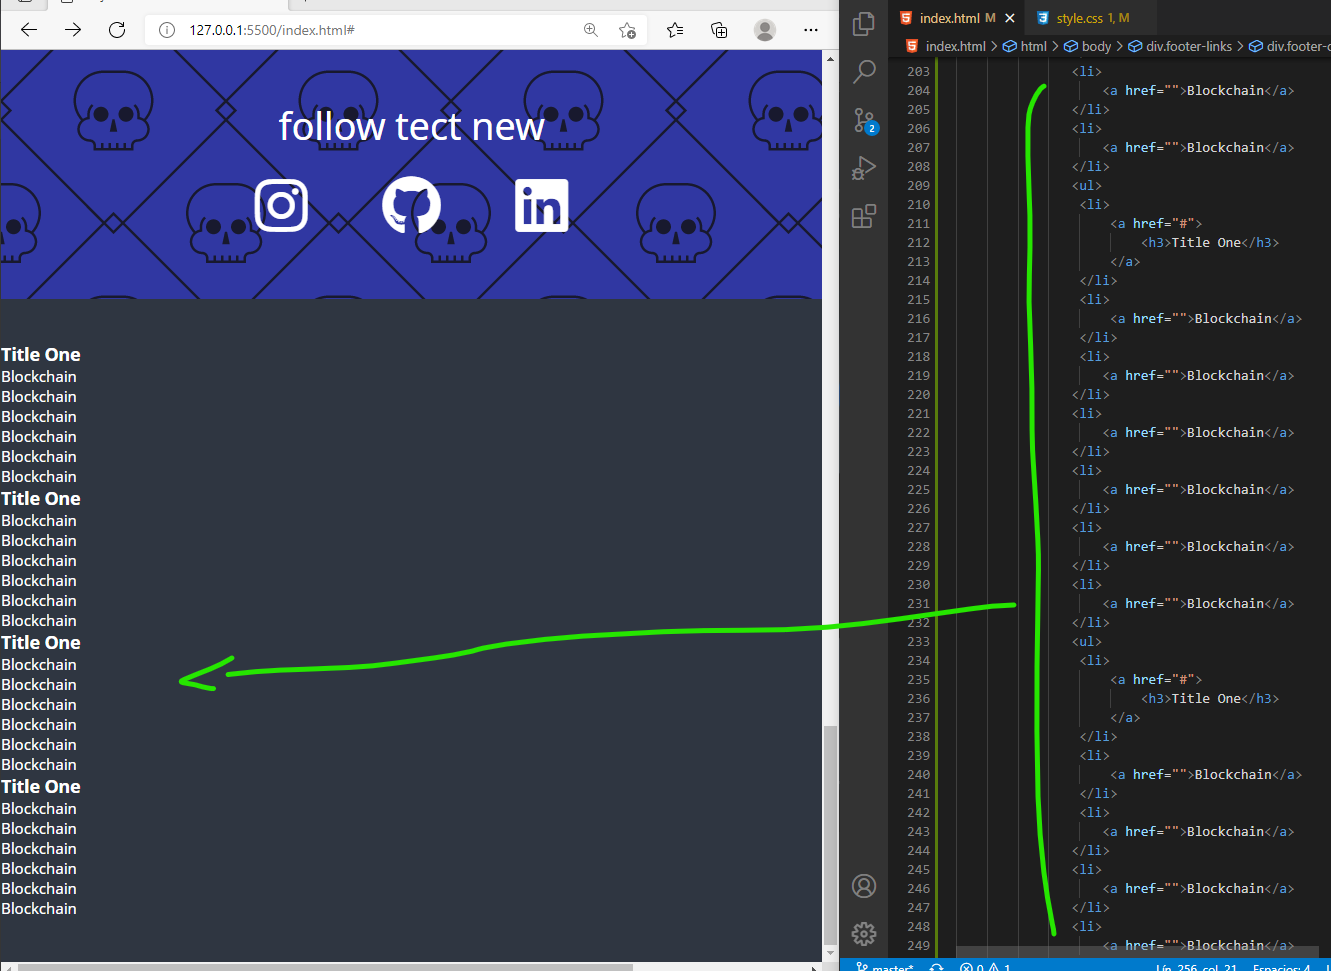 127.0.0.1:5500/index.html#
follow tect new
in
Title One
Blockchain
Blockchain
Blockchain
Blockchain
Blockchain
Blockchain
Title One
Blockchain
Blockchain
Blockchain
Blockchain
Blockchain
Blockchain
Title One
Blockchain
Blockchain
Blockchain
Blockchain
Blockchain
Blockchain
Title One
Blockchain
Blockchain
Blockchain
Blockchain
Blockchain
Blockchain
index.html M
style.css 1, M
index.html > html > body > div.footer-links > div.footer-c
2
203 <li>
204 <a href="">Blockchain</a>
205 </li>
206 <li>
207 <a href="">Blockchain</a>
208 </li>
209 <ul>
210 <li>
211 <a href="#">
212 <h3>Title One</h3>
213 </a>
214 </li>
215 <li>
216 <a href="">Blockchain</a>
217 </li>
218 <li>
219 <a href="">Blockchain</a>
220 </li>
221 <li>
222 <a href="">Blockchain</a>
223 </li>
224 <li>
225 <a href="">Blockchain</a>
226 </li>
227 <li>
228 <a href="">Blockchain</a>
229 </li>
230 <li>
231 <a href="">Blockchain</a>
232 </li>
233 <ul>
234 <li>
235 <a href="#">
236 <h3>Title One</h3>
237 </a>
238 </li>
239 <li>
240 <a href="">Blockchain</a>
241 </li>
242 <li>
243 <a href="">Blockchain</a>
244 </li>
245 <li>
246 <a href="">Blockchain</a>
247 </li>
248 <li>
249 <a href="">Blockchain</a>
master* 0 1 Ln. 256, col. 21 Espacios: 4